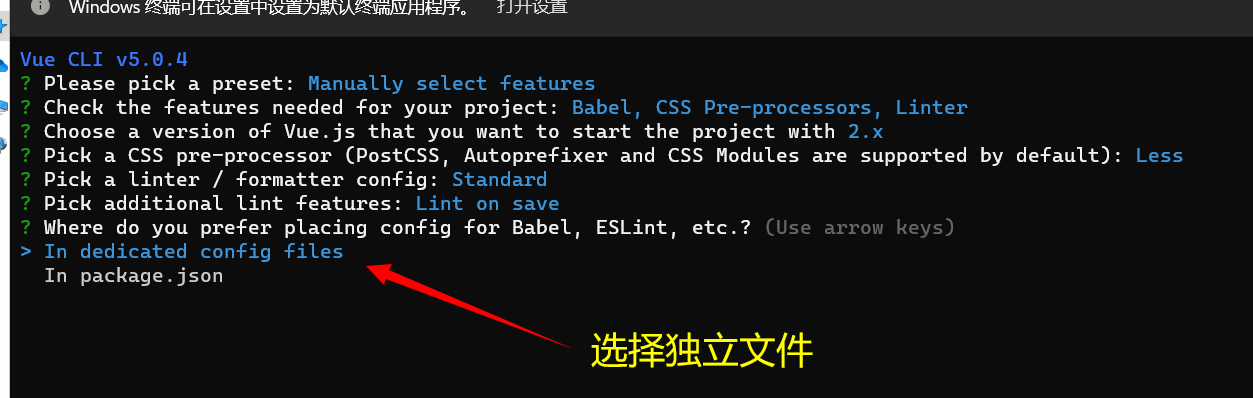 Windows 终端可在设置中设置为默认终端应用程序。 打开设置
Vue CLI v5.0.4
? Please pick a preset: Manually select features
? Check the features needed for your project: Babel, CSS Pre-processors, Linter
? Choose a version of Vue.js that you want to start the project with 2.x
? Pick a CSS pre-processor (PostCSS, Autoprefixer and CSS Modules are supported by default): Less
? Pick a linter / formatter config: Standard
? Pick additional lint features: Lint on save
? Where do you prefer placing config for Babel, ESLint, etc.? (Use arrow keys)
> In dedicated config files
In package.json
选择独立文件